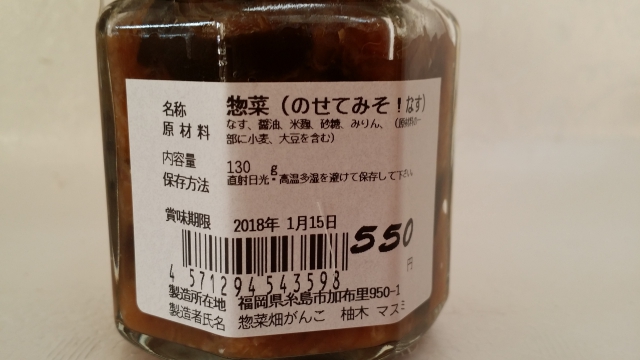 名称 惣菜(のせてみそ!なす)
原材料 なす、醤油、米麹、砂糖、みりん、(原材料の一
部に小麦、大豆を含む)
内容量 130 g
保存方法 直射日光・高温多湿を避けて保存して下さい
賞味期限 2018年 1月15日
550円
4571294543598
製造所在地 福岡県糸島市加布里950-1
製造者氏名 惣菜畑がんこ 柚木 マスミ